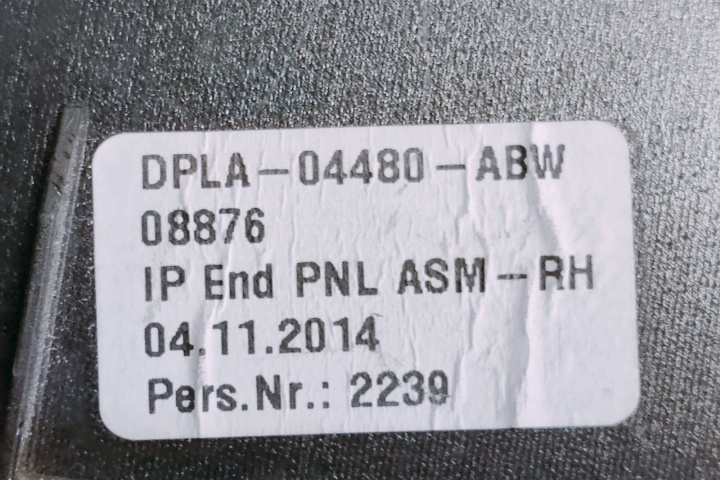 DPLA-04480-ABW
08876
IP End PNL ASM-RH
04.11.2014
Pers.Nr.: 2239